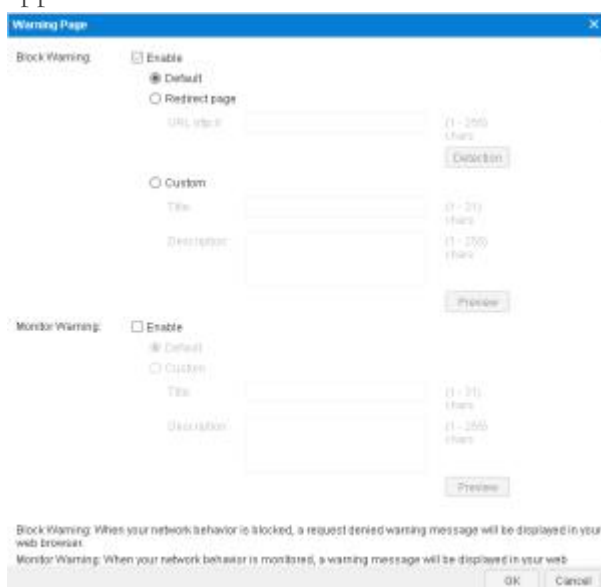 Warning Page
Block Warning: Enable
Default
Redirect page
URL http:// (1 - 255) chars
Detection
Custom
Title (1 - 31) chars
Description (1 - 255) chars
Preview
Monitor Warning: Enable
Default
Custom
Title (1 - 31) chars
Description (1 - 255) chars
Preview
Block Warning: When your network behavior is blocked, a request denied warning message will be displayed in your
web browser.
Monitor Warning: When your network behavior is monitored, a warning message will be displayed in your web
OK Cancel